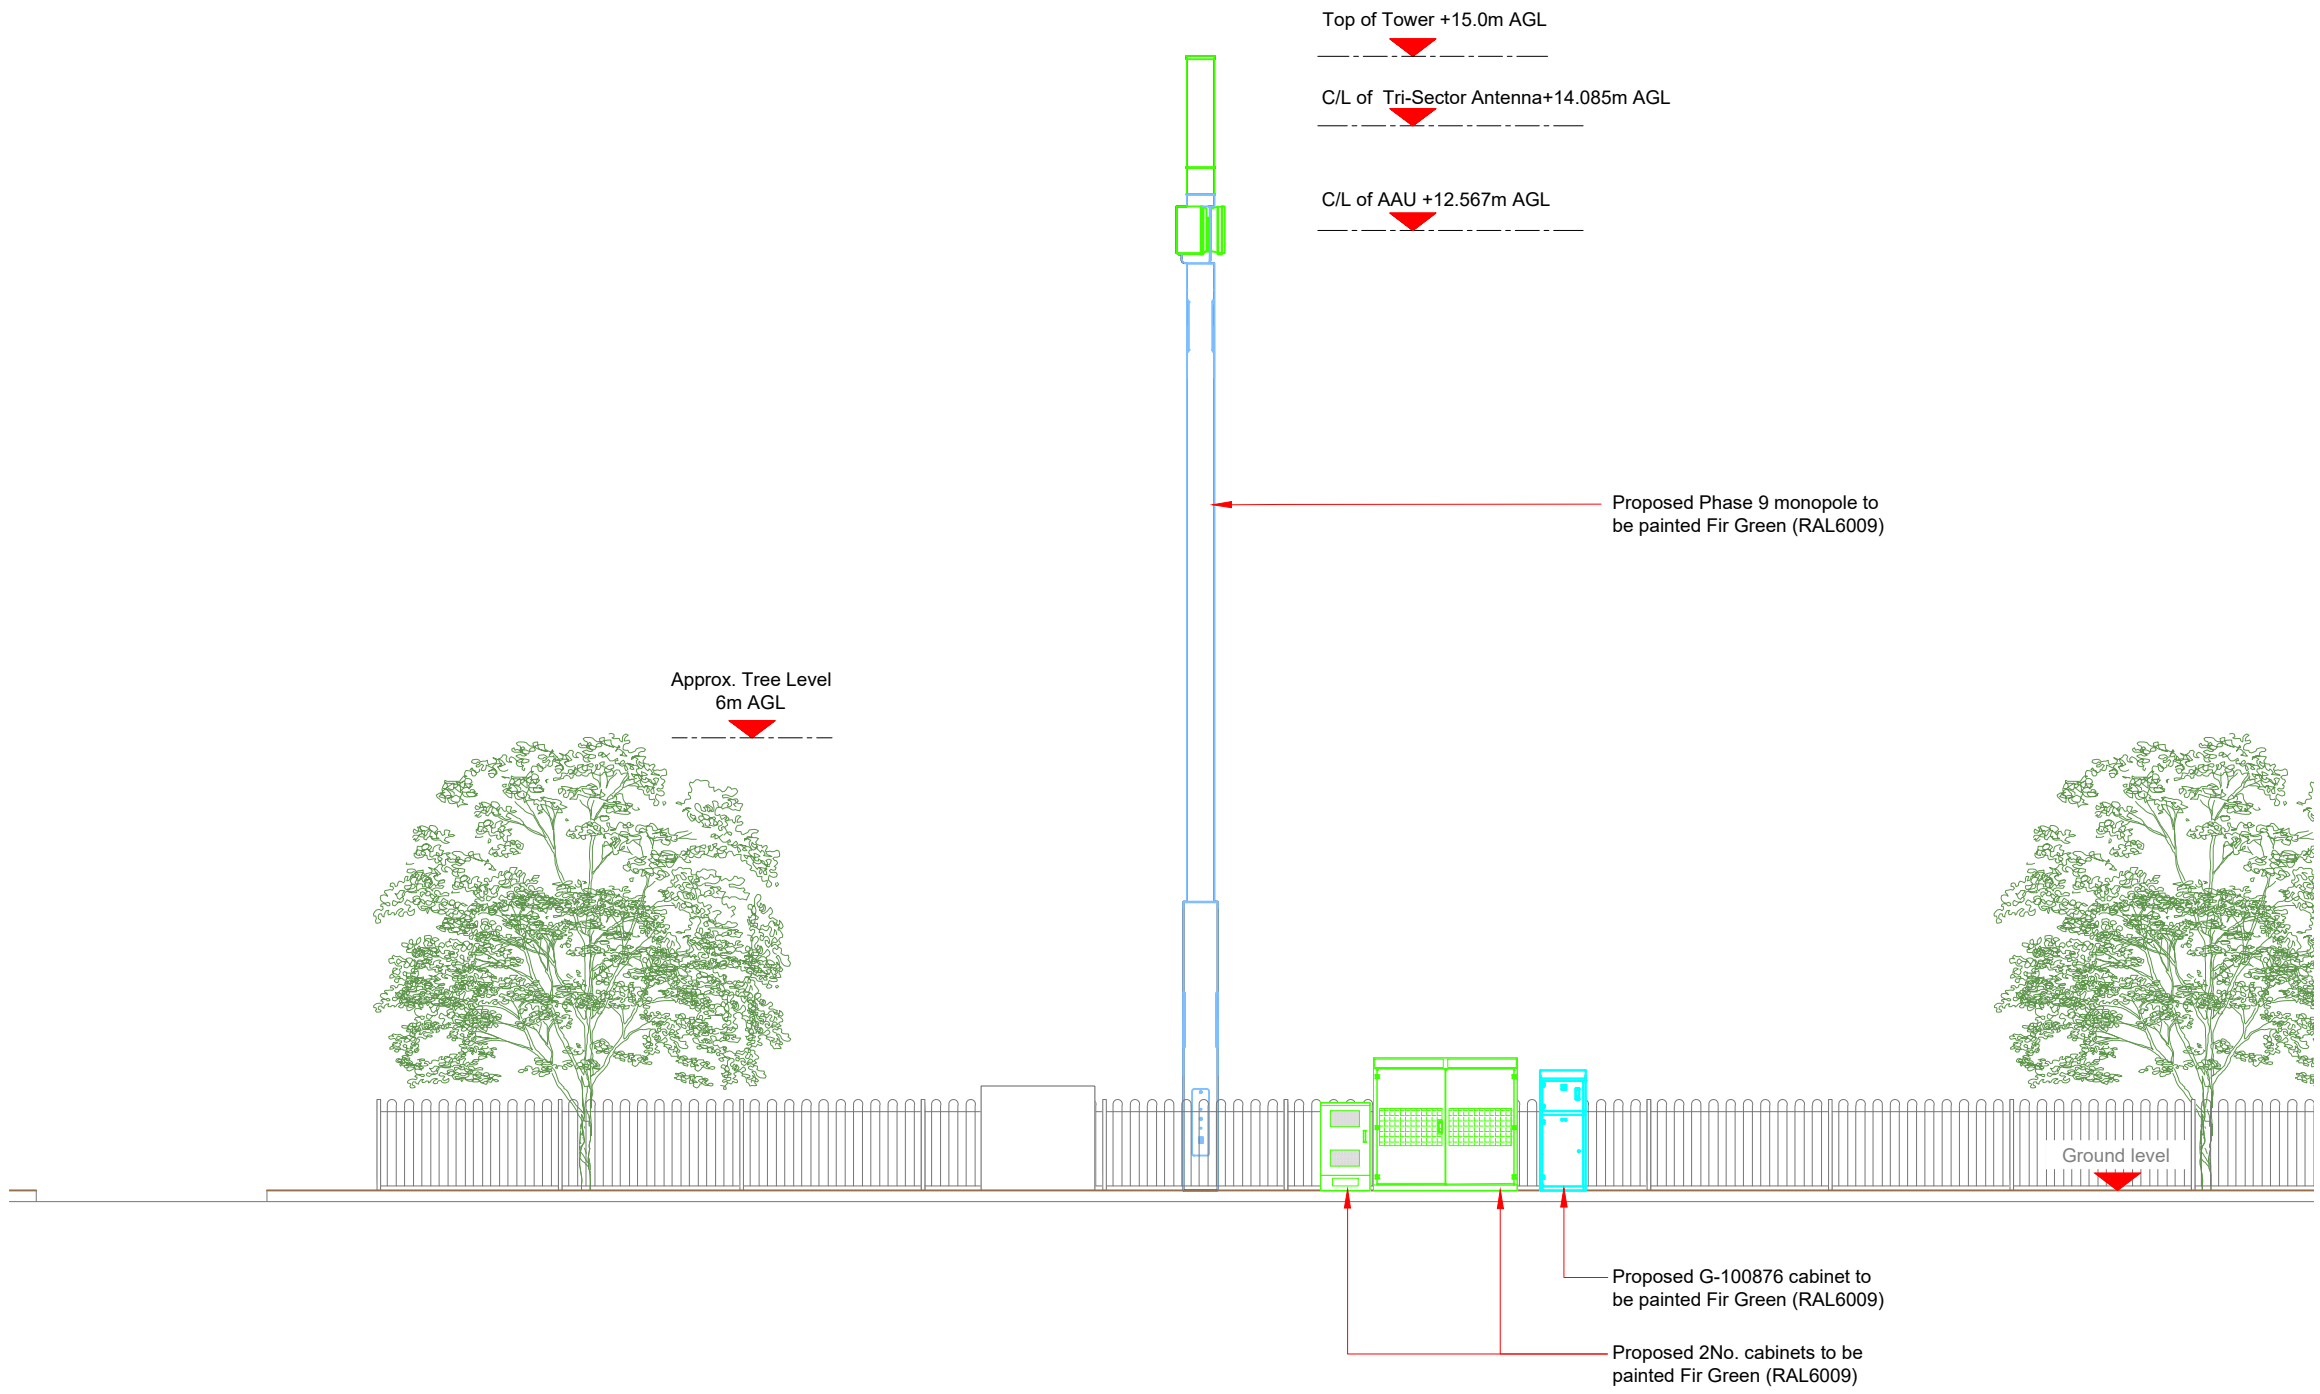 Top of Tower +15.0m AGL
C/L of  Tri-Sector Antenna+14.085m AGL
C/L of AAU +12.567m AGL
Proposed Phase 9 monopole to
be painted Fir Green (RAL6009)
Approx. Tree Level
6m AGL
Ground level
Proposed G-100876 cabinet to
be painted Fir Green (RAL6009)
Proposed 2No. cabinets to be
painted Fir Green (RAL6009)